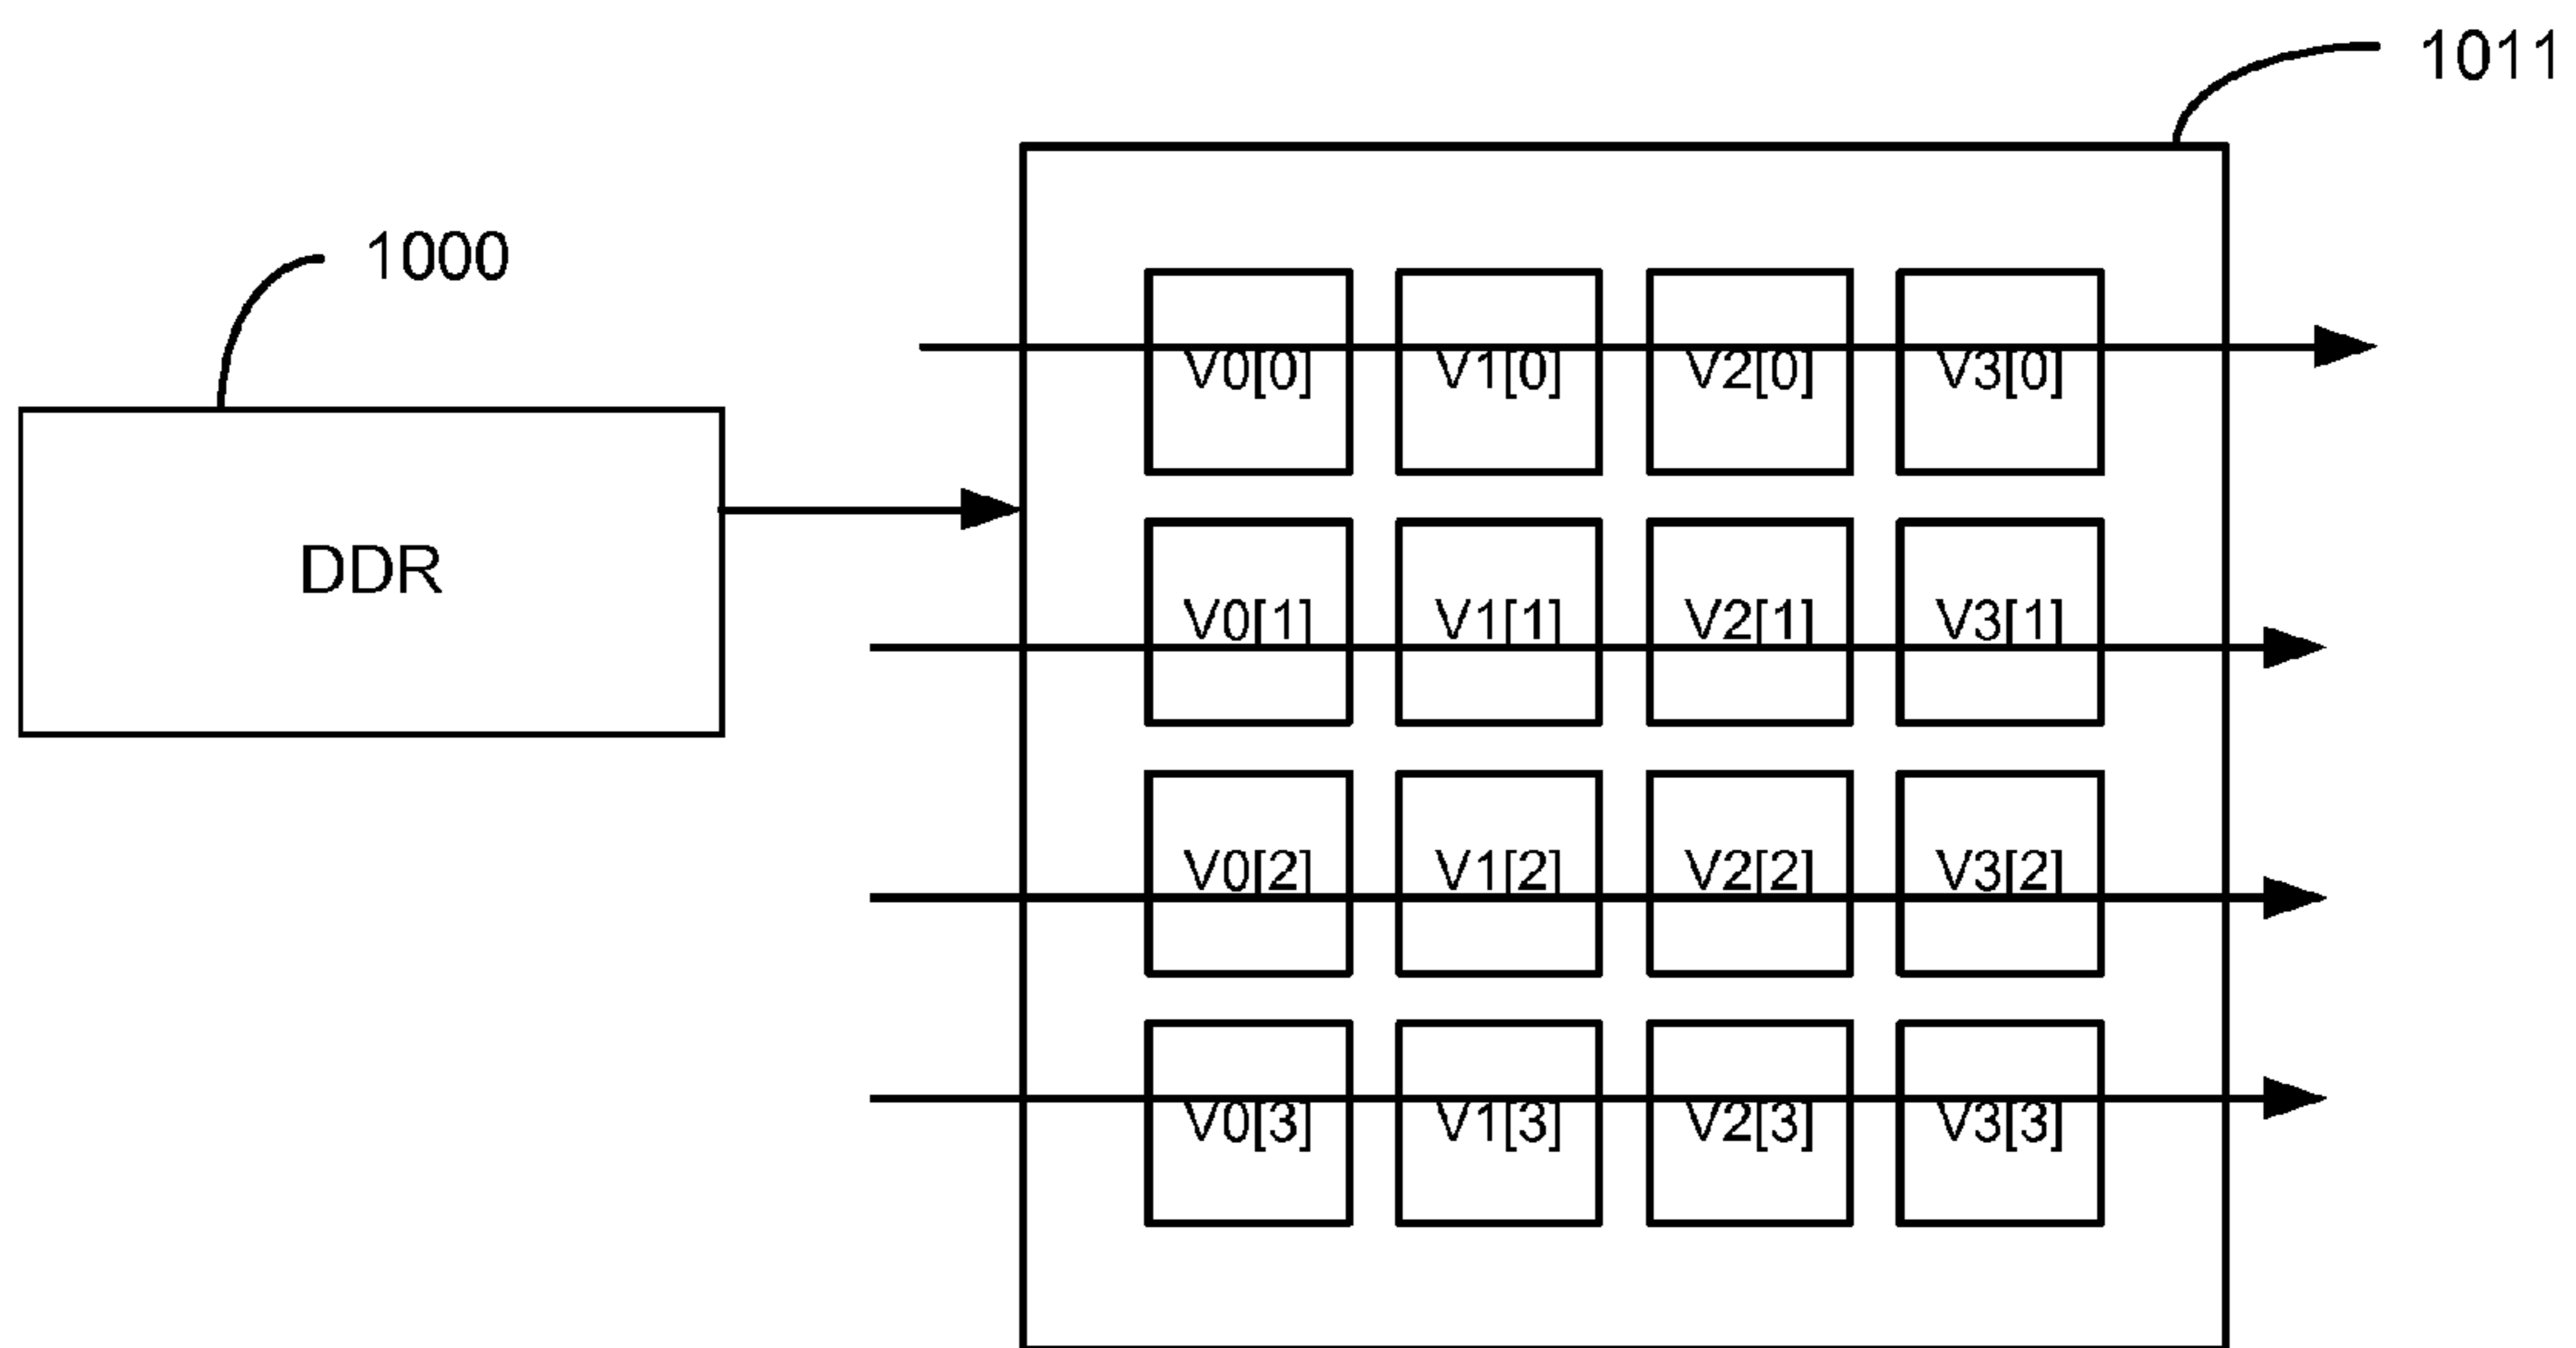 1011
1000
V0[0] V1[0] V2[0] V3[0]
DDR
V0[1] V1[1] V2[1] V3[1]
V0[2] V1[2] V2[2] V3[2]
V0[3] V1[3] V2[3] V3[3]